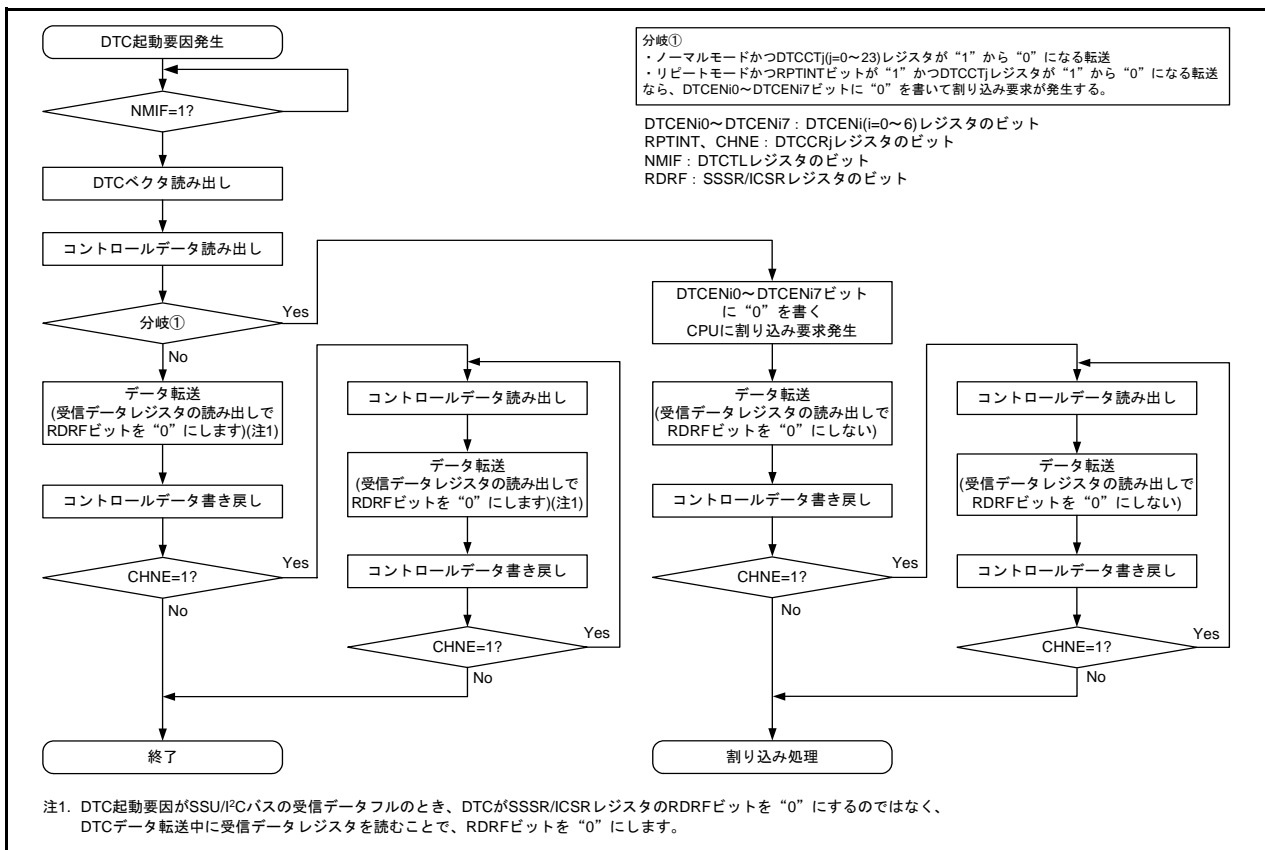 DTC起動要因発生
NMIF=1?
DTCベクタ読み出し
コントロールデータ読み出し
分岐①
Yes
No
データ転送
(受信データレジスタの読み出しで
RDRFビットを“0”にします)(注1)
コントロールデータ書き戻し
CHNE=1?
Yes
No
終了
コントロールデータ読み出し
データ転送
(受信データレジスタの読み出しで
RDRFビットを“0”にします)(注1)
コントロールデータ書き戻し
CHNE=1?
Yes
No
分岐①
・ノーマルモードかつDTCCTj(j=0～23)レジスタが“1”から“0”になる転送
・リピートモードかつRPTINTビットが“1”かつDTCCTjレジスタが“1”から“0”になる転送
なら、DTCENi0～DTCENi7ビットに“0”を書いて割り込み要求が発生する。
DTCENi0～DTCENi7：DTCENi(i=0～6)レジスタのビット
RPTINT、CHNE：DTCCRjレジスタのビット
NMIF：DTCTLレジスタのビット
RDRF：SSSR/ICSRレジスタのビット
DTCENi0～DTCENi7ビット
に“0”を書く
CPUに割り込み要求発生
データ転送
(受信データレジスタの読み出しで
RDRFビットを“0”にしない)
コントロールデータ書き戻し
CHNE=1?
Yes
No
割り込み処理
コントロールデータ読み出し
データ転送
(受信データレジスタの読み出しで
RDRFビットを“0”にしない)
コントロールデータ書き戻し
CHNE=1?
Yes
No
注1. DTC起動要因がSSU/I²Cバスの受信データフルのとき、DTCがSSSR/ICSRレジスタのRDRFビットを“0”にするのではなく、
DTCデータ転送中に受信データレジスタを読むことで、RDRFビットを“0”にします。